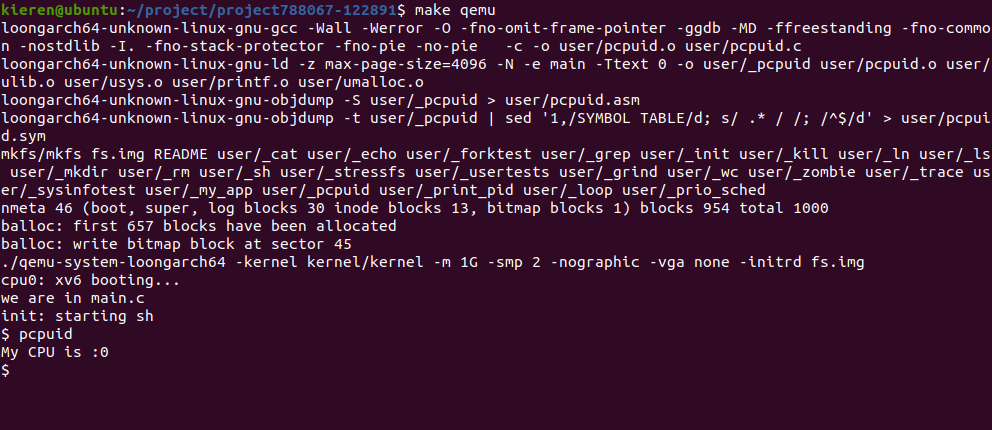 kieren@ubuntu:~/project/project788067-122891$ make qemu
loongarch64-unknown-linux-gnu-gcc -Wall -Werror -O -fno-omit-frame-pointer -ggdb -MD -ffreestanding -fno-commo
n -nostdlib -I. -fno-stack-protector -fno-pie -no-pie   -c -o user/pcpuid.o user/pcpuid.c
loongarch64-unknown-linux-gnu-ld -z max-page-size=4096 -N -e main -Ttext 0 -o user/_pcpuid user/pcpuid.o user/
ulib.o user/usys.o user/printf.o user/umalloc.o
loongarch64-unknown-linux-gnu-objdump -S user/_pcpuid > user/pcpuid.asm
loongarch64-unknown-linux-gnu-objdump -t user/_pcpuid | sed '1,/SYMBOL TABLE/d; s/ .* / /; /^$/d' > user/pcpui
d.sym
mkfs/mkfs fs.img README user/_cat user/_echo user/_forktest user/_grep user/_init user/_kill user/_ln user/_ls
 user/_mkdir user/_rm user/_sh user/_stressfs user/_usertests user/_grind user/_wc user/_zombie user/_trace us
er/_sysinfotest user/_my_app user/_pcpuid user/_print_pid user/_loop user/_prio_sched
nmeta 46 (boot, super, log blocks 30 inode blocks 13, bitmap blocks 1) blocks 954 total 1000
balloc: first 657 blocks have been allocated
balloc: write bitmap block at sector 45
./qemu-system-loongarch64 -kernel kernel/kernel -m 1G -smp 2 -nographic -vga none -initrd fs.img
cpu0: xv6 booting...
we are in main.c
init: starting sh
$ pcpuid
My CPU is :0
$